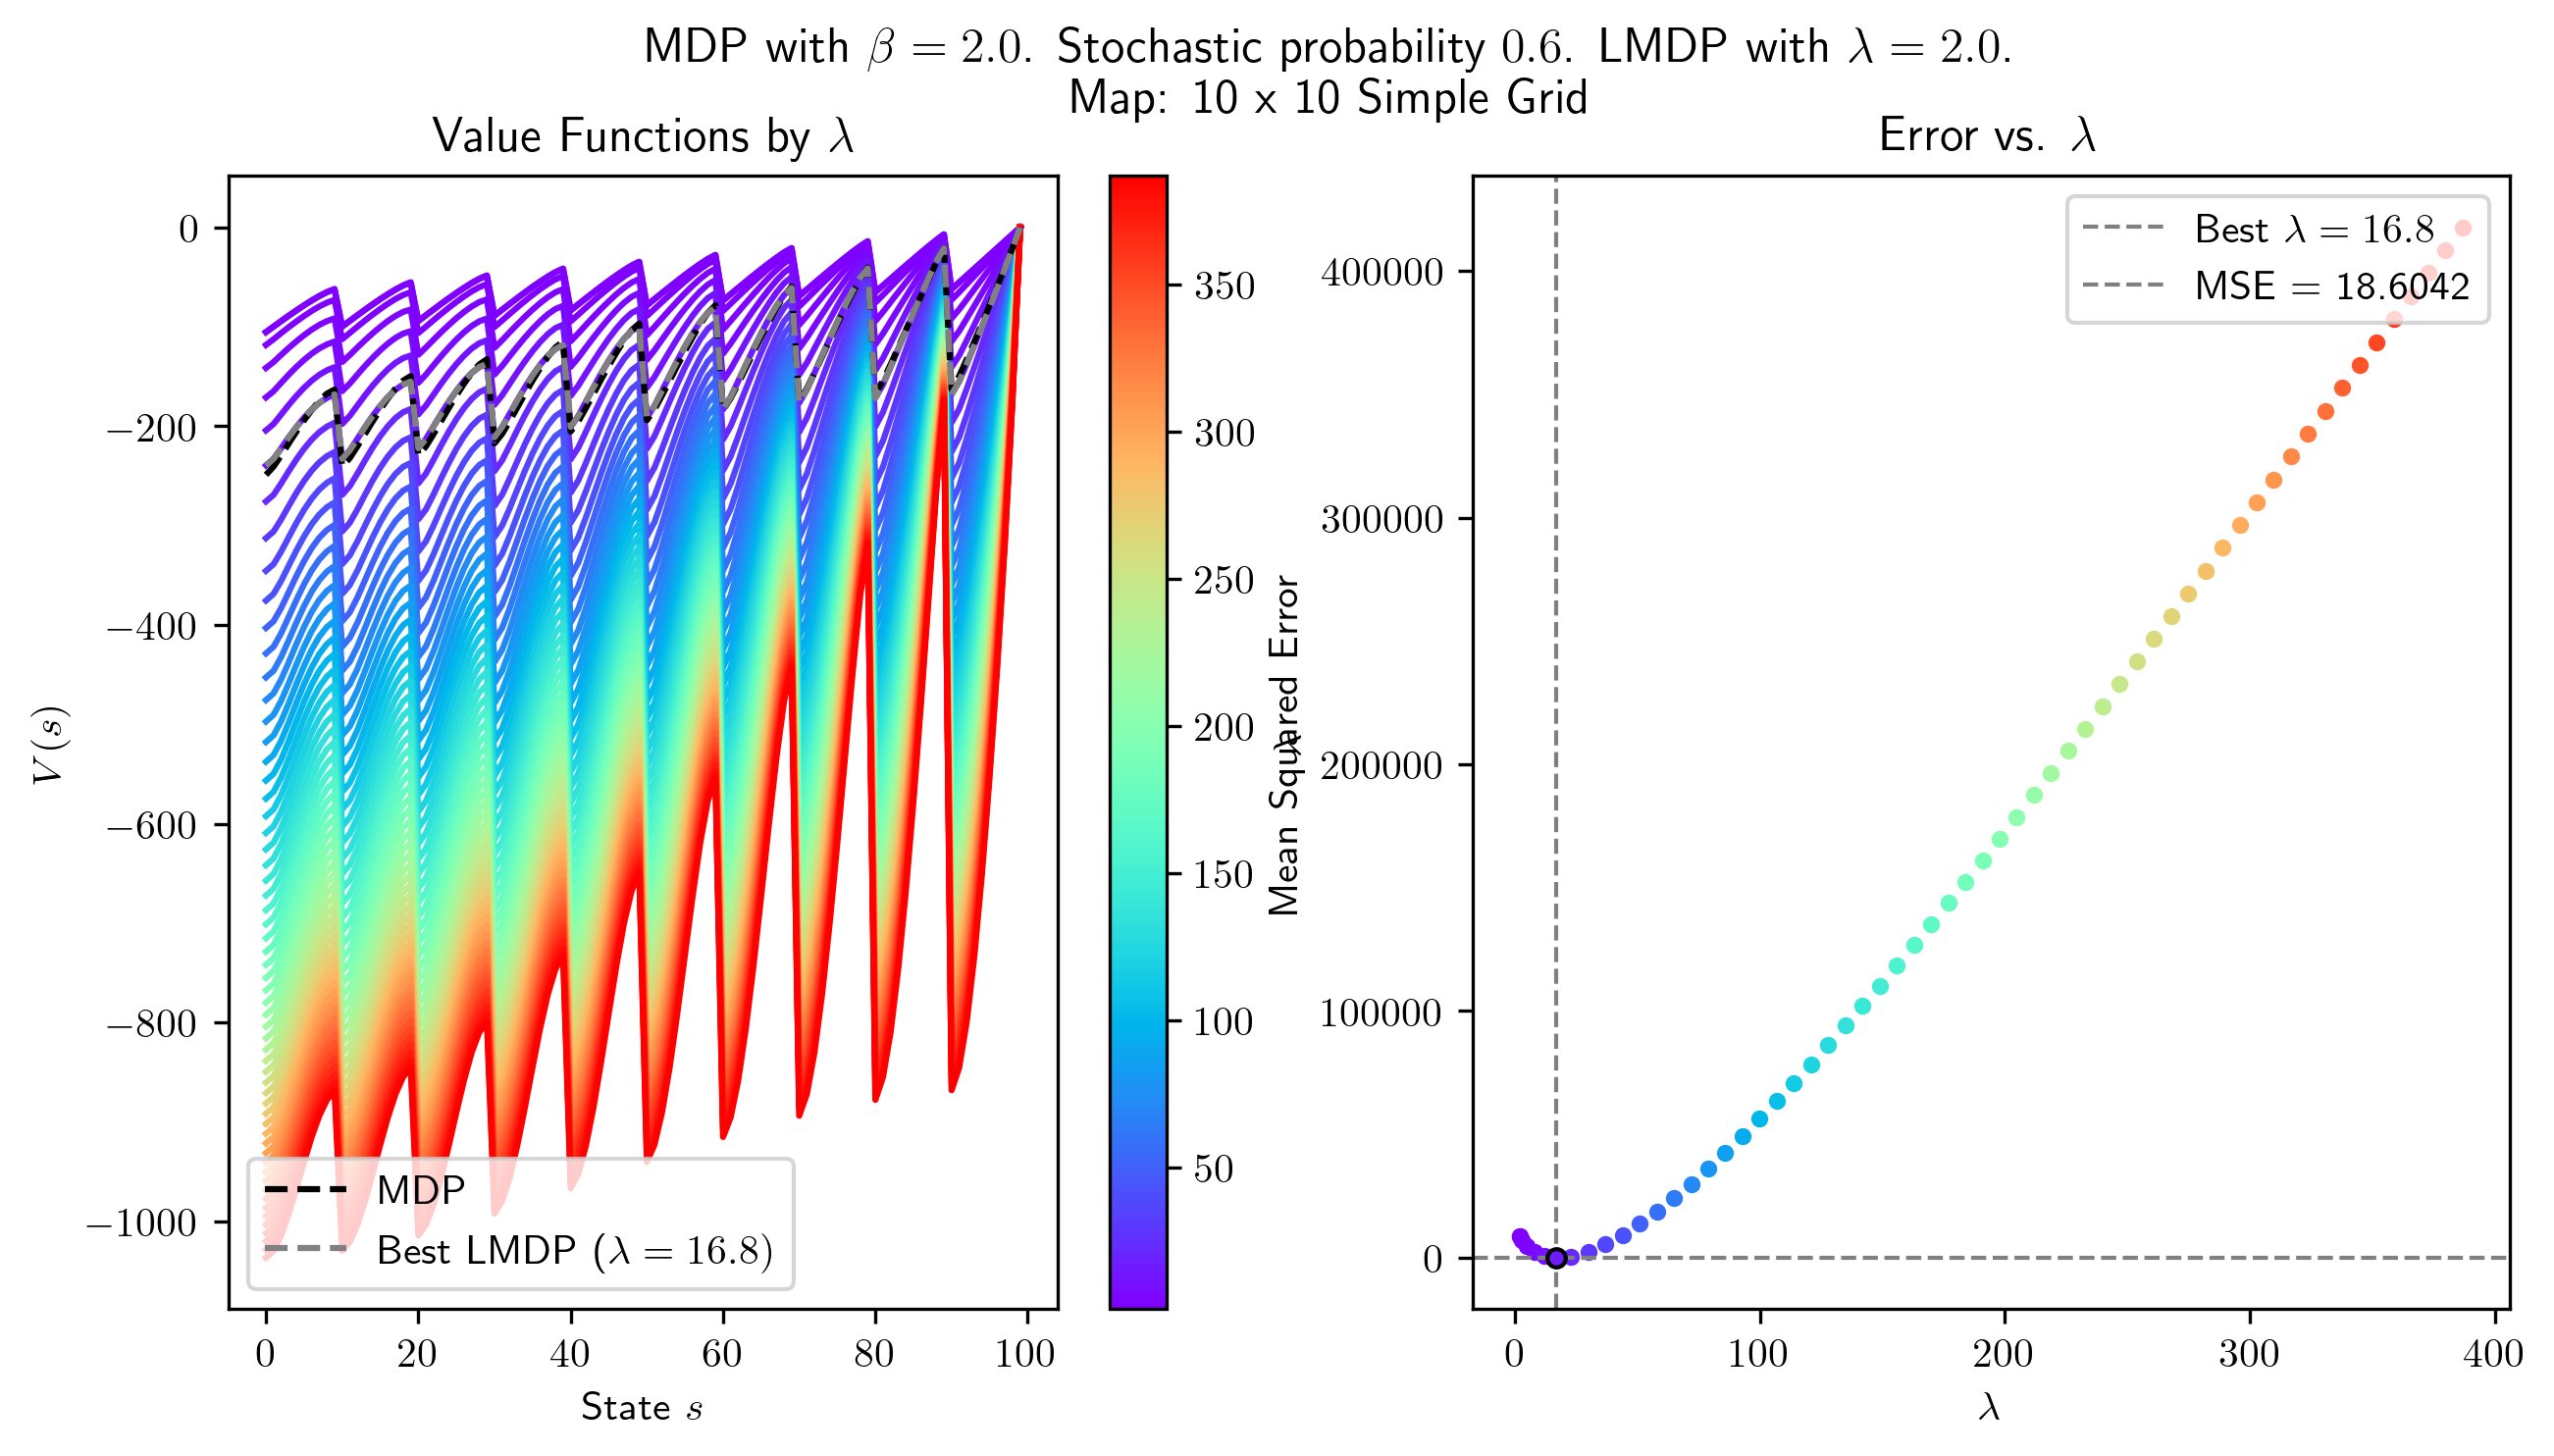 MDP with β = 2.0. Stochastic probability 0.6. LMDP with λ = 2.0.
Map: 10 x 10 Simple Grid
Value Functions by λ
0
−200
−400
−600
−800
−1000
V(s)
MDP
Best LMDP (λ = 16.8)
0 20 40 60 80 100
State s
350
300
250
200
150
100
50
λ
Error vs. λ
Mean Squared Error
400000
300000
200000
100000
0
Best λ = 16.8
MSE = 18.6042
0 100 200 300 400
λ